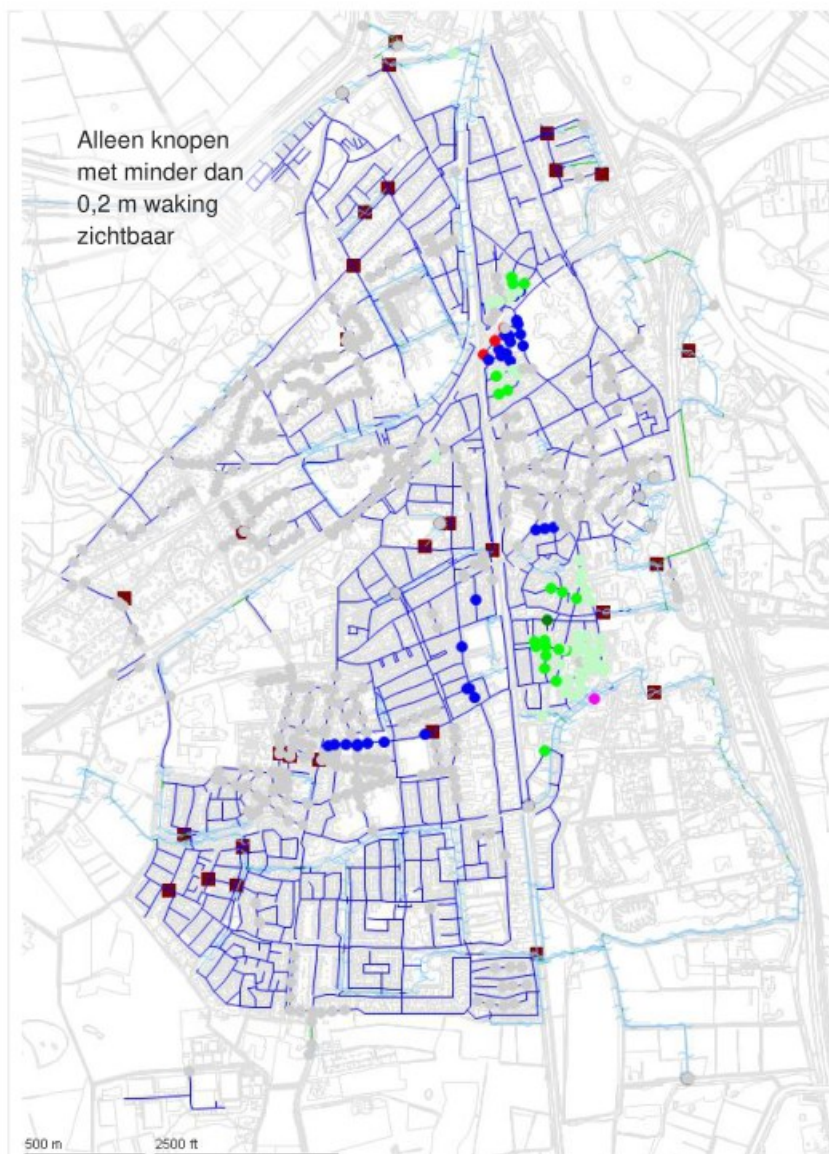 Alleen knopen
met minder dan
0,2 m waking
zichtbaar
500 m 2500 ft